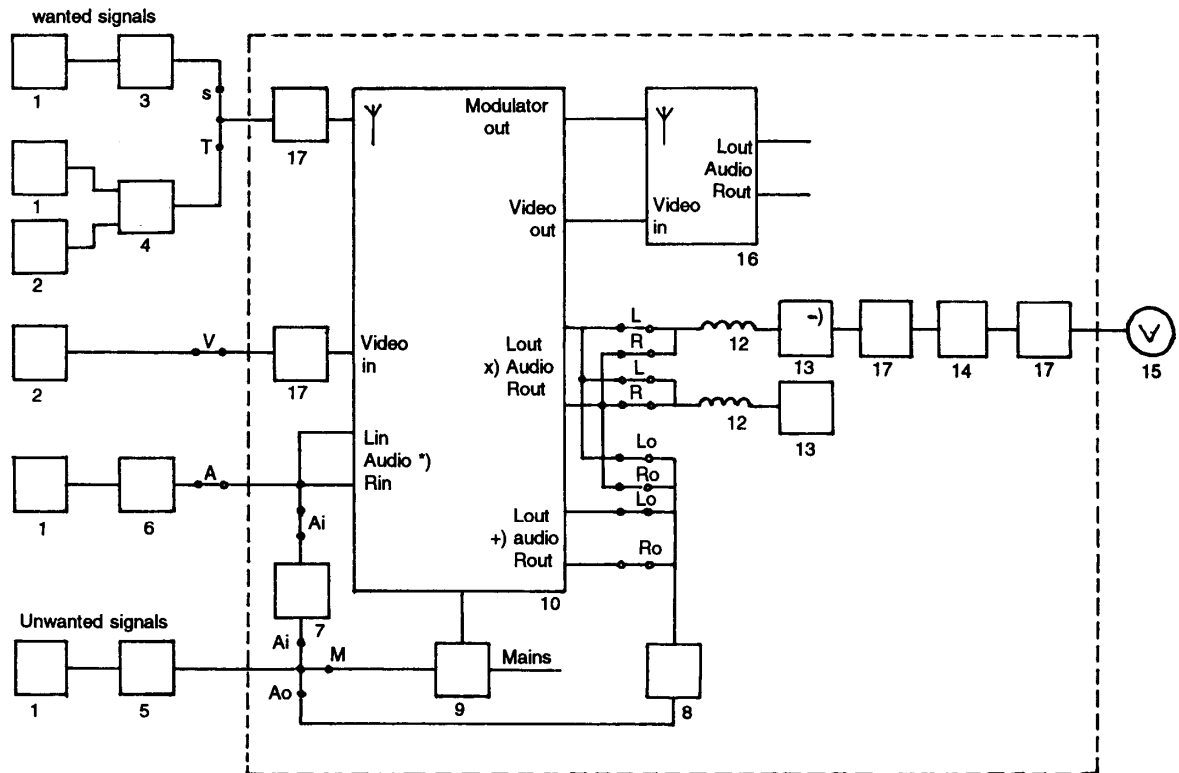 wanted signals
1
3
s
T
1
2
4
17
Modulator
out
Video
out
Lout
Audio
Rout
Video
in
16
2
V
17
Video
in
Lout
x) Audio
Rout
L
R
L
R
12
-)
13
17
14
17
V
15
12
13
1
6
A
Lin
Audio *)
Rin
Ai
7
Ai
Lo
Ro
Lo
Ro
Lout
+) audio
Rout
10
Unwanted signals
1
5
M
Ao
9
Mains
8